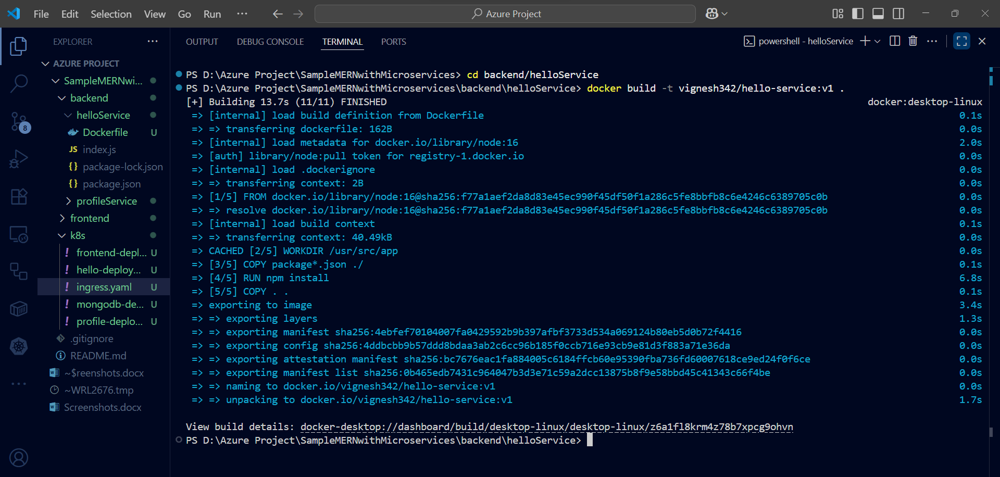 File Edit Selection View Go Run ··· Azure Project
EXPLORER ···
AZURE PROJECT
SampleMERNwi...
backend
helloService
Dockerfile U
JS index.js
{} package-lock.json
{} package.json
profileService
frontend
k8s
! frontend-depl... U
! hello-deploy... U
! ingress.yaml U
! mongodb-de... U
! profile-deplo... U
.gitignore
README.md
~$reenshots.docx
~WRL2676.tmp
Screenshots.docx
8
OUTPUT DEBUG CONSOLE TERMINAL PORTS powershell - helloService
PS D:\Azure Project\SampleMERNwithMicroservices> cd backend/helloService
PS D:\Azure Project\SampleMERNwithMicroservices\backend\helloService> docker build -t vignesh342/hello-service:v1 .
[+] Building 13.7s (11/11) FINISHED docker:desktop-linux
=> [internal] load build definition from Dockerfile 0.1s
=> => transferring dockerfile: 162B 0.0s
=> [internal] load metadata for docker.io/library/node:16 2.0s
=> [auth] library/node:pull token for registry-1.docker.io 0.0s
=> [internal] load .dockerignore 0.0s
=> => transferring context: 2B 0.0s
=> [1/5] FROM docker.io/library/node:16@sha256:f77a1aef2da8d83e45ec990f45df50f1a286c5fe8bbfb8c6e4246c6389705c0b 0.0s
=> => resolve docker.io/library/node:16@sha256:f77a1aef2da8d83e45ec990f45df50f1a286c5fe8bbfb8c6e4246c6389705c0b 0.0s
=> [internal] load build context 0.1s
=> => transferring context: 40.49kB 0.0s
=> CACHED [2/5] WORKDIR /usr/src/app 0.0s
=> [3/5] COPY package*.json ./ 0.1s
=> [4/5] RUN npm install 6.8s
=> [5/5] COPY . . 0.1s
=> exporting to image 3.4s
=> => exporting layers 1.3s
=> => exporting manifest sha256:4ebfef70104007fa0429592b9b397afbf3733d534a069124b80eb5d0b72f4416 0.0s
=> => exporting config sha256:4ddbcbb9b57ddd8bdaa3ab2c6cc96b185f0ccb716e93cb9e81d3f883a71e36da 0.0s
=> => exporting attestation manifest sha256:bc7676eac1fa884005c6184ffcb60e95390fba736fd60007618ce9ed24f0f6ce 0.0s
=> => exporting manifest list sha256:0b465edb7431c964047b3d3e71c59a2dcc13875b8f9e58bbd45c41343c66f4be 0.0s
=> => naming to docker.io/vignesh342/hello-service:v1 0.0s
=> => unpacking to docker.io/vignesh342/hello-service:v1 1.7s
View build details: docker-desktop://dashboard/build/desktop-linux/desktop-linux/z6a1fl8krm4z78b7xpcg9ohvn
PS D:\Azure Project\SampleMERNwithMicroservices\backend\helloService>